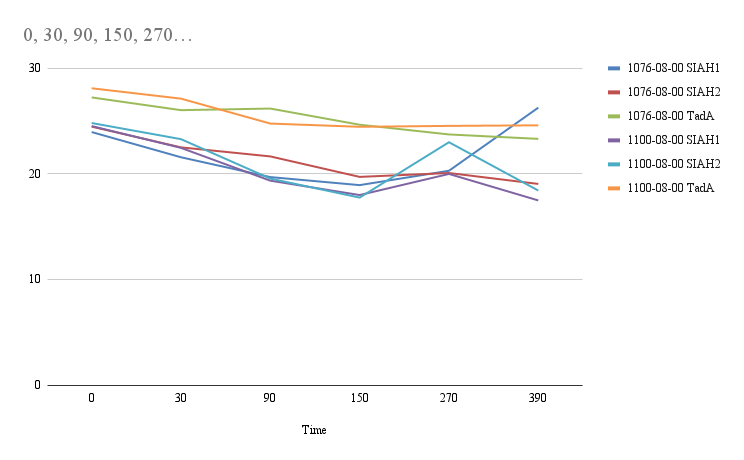 0, 30, 90, 150, 270...
30
20
10
0
0 30 90 150 270 390
Time
1076-08-00 SIAH1
1076-08-00 SIAH2
1076-08-00 TadA
1100-08-00 SIAH1
1100-08-00 SIAH2
1100-08-00 TadA